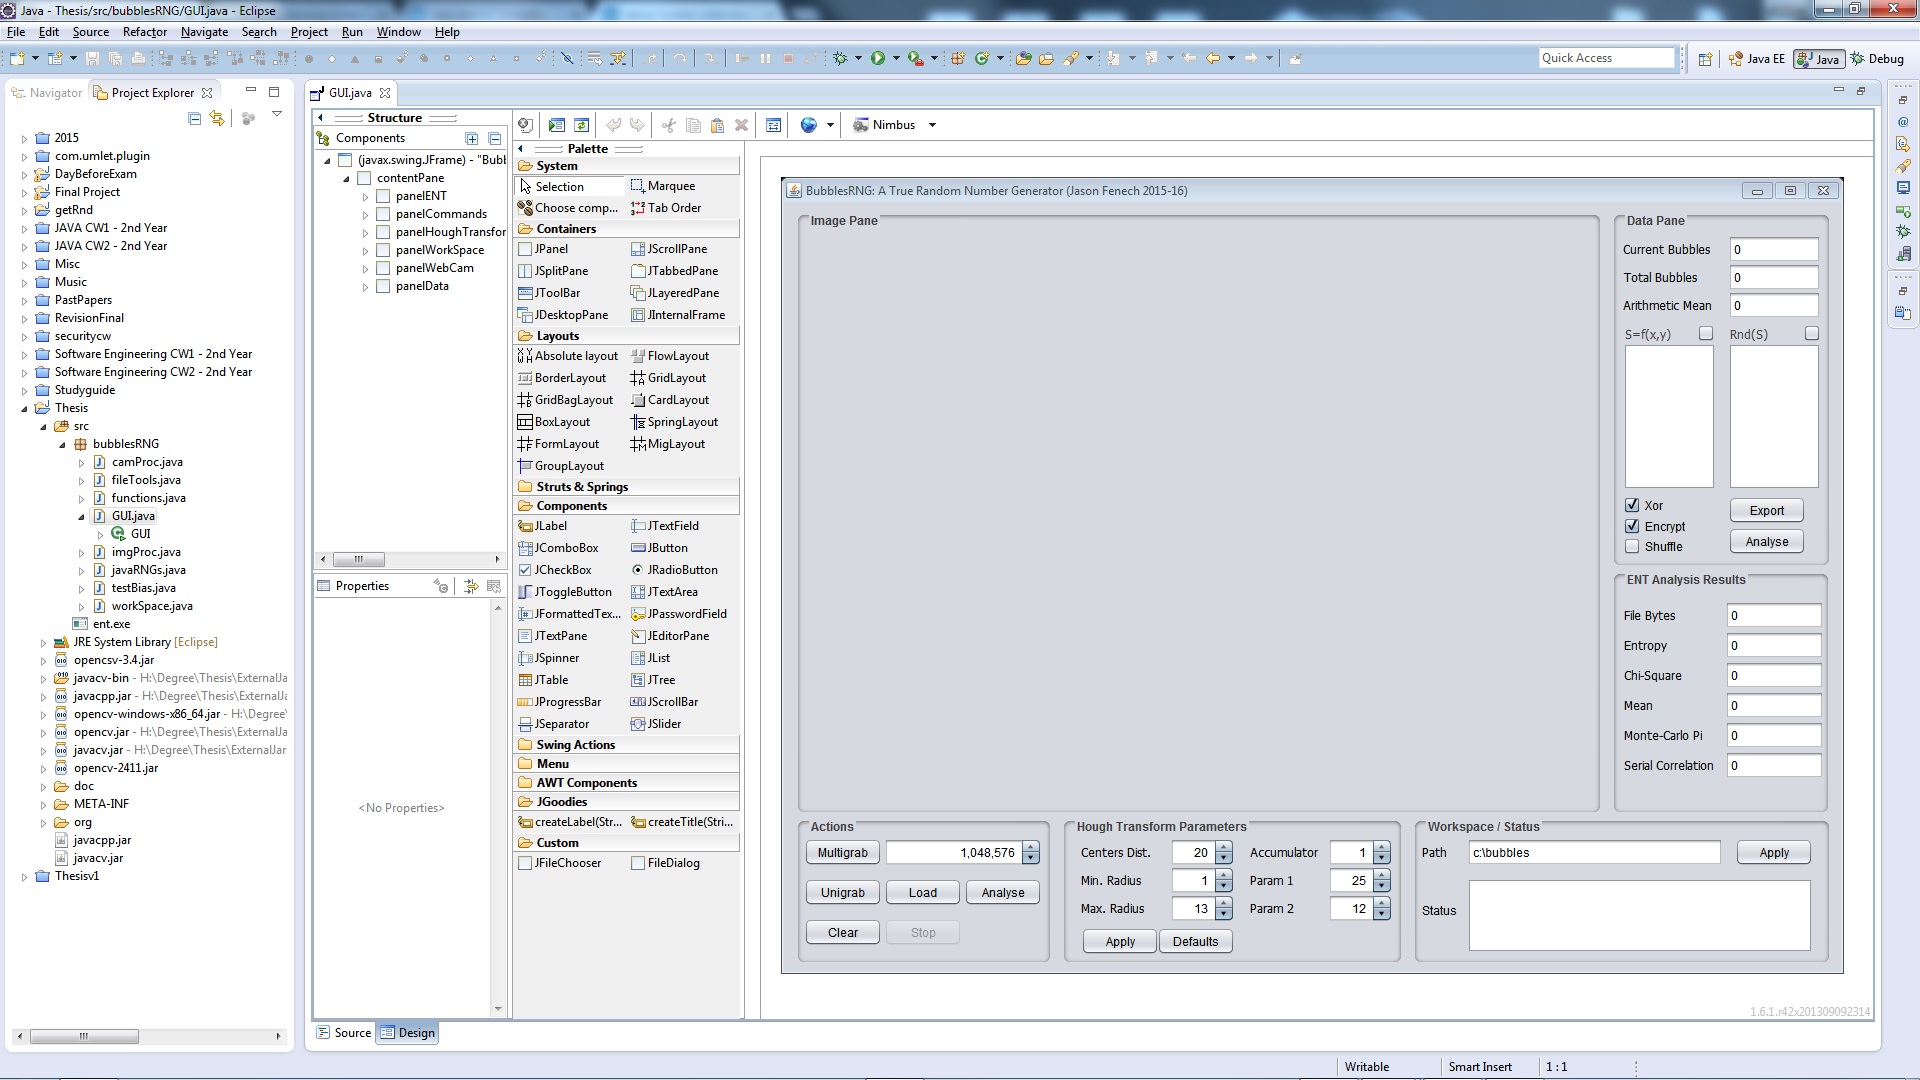 Java - Thesis/src/bubblesRNG/GUI.java - Eclipse
File Edit Source Refactor Navigate Search Project Run Window Help
Quick Access
Java EE
Java
Debug
Navigator
Project Explorer
2015
com.umlet.plugin
DayBeforeExam
Final Project
getRnd
JAVA CW1 - 2nd Year
JAVA CW2 - 2nd Year
Misc
Music
PastPapers
RevisionFinal
securitycw
Software Engineering CW1 - 2nd Year
Software Engineering CW2 - 2nd Year
Studyguide
Thesis
src
bubblesRNG
camProc.java
fileTools.java
functions.java
GUI.java
GUI
imgProc.java
javaRNGs.java
testBias.java
workSpace.java
ent.exe
JRE System Library [Eclipse]
opencsv-3.4.jar
javacv-bin - H:\Degree\Thesis\ExternalJa
javacpp.jar - H:\Degree\Thesis\ExternalJa
opencv-windows-x86_64.jar - H:\Degree\
opencv.jar - H:\Degree\Thesis\ExternalJa
javacv.jar - H:\Degree\Thesis\ExternalJar
opencv-2411.jar
doc
META-INF
org
javacpp.jar
javacv.jar
Thesisv1
GUI.java
Structure
Components
(javax.swing.JFrame) - "Bubb
contentPane
panelENT
panelCommands
panelHoughTransfor
panelWorkSpace
panelWebCam
panelData
Properties
<No Properties>
Nimbus
Palette
System
Selection Marquee
Choose comp... Tab Order
Containers
JPanel JScrollPane
JSplitPane JTabbedPane
JToolBar JLayeredPane
JDesktopPane JInternalFrame
Layouts
Absolute layout FlowLayout
BorderLayout GridLayout
GridBagLayout CardLayout
BoxLayout SpringLayout
FormLayout MigLayout
GroupLayout
Struts & Springs
Components
JLabel JTextField
JComboBox JButton
JCheckBox JRadioButton
JToggleButton JTextArea
JFormattedTex... JPasswordField
JTextPane JEditorPane
JSpinner JList
JTable JTree
JProgressBar JScrollBar
JSeparator JSlider
Swing Actions
Menu
AWT Components
JGoodies
createLabel(Str... createTitle(Stri...
Custom
JFileChooser FileDialog
BubblesRNG: A True Random Number Generator (Jason Fenech 2015-16)
Image Pane
Data Pane
Current Bubbles 0
Total Bubbles 0
Arithmetic Mean 0
S=f(x,y) Rnd(S)
Xor
Encrypt
Shuffle
Export
Analyse
ENT Analysis Results
File Bytes 0
Entropy 0
Chi-Square 0
Mean 0
Monte-Carlo Pi 0
Serial Correlation 0
Actions
Multigrab 1,048,576
Unigrab Load Analyse
Clear Stop
Hough Transform Parameters
Centers Dist. 20 Accumulator 1
Min. Radius 1 Param 1 25
Max. Radius 13 Param 2 12
Apply Defaults
Workspace / Status
Path c:\bubbles Apply
Status
1.6.1.r42x201309092314
Source Design
Writable Smart Insert 1 : 1